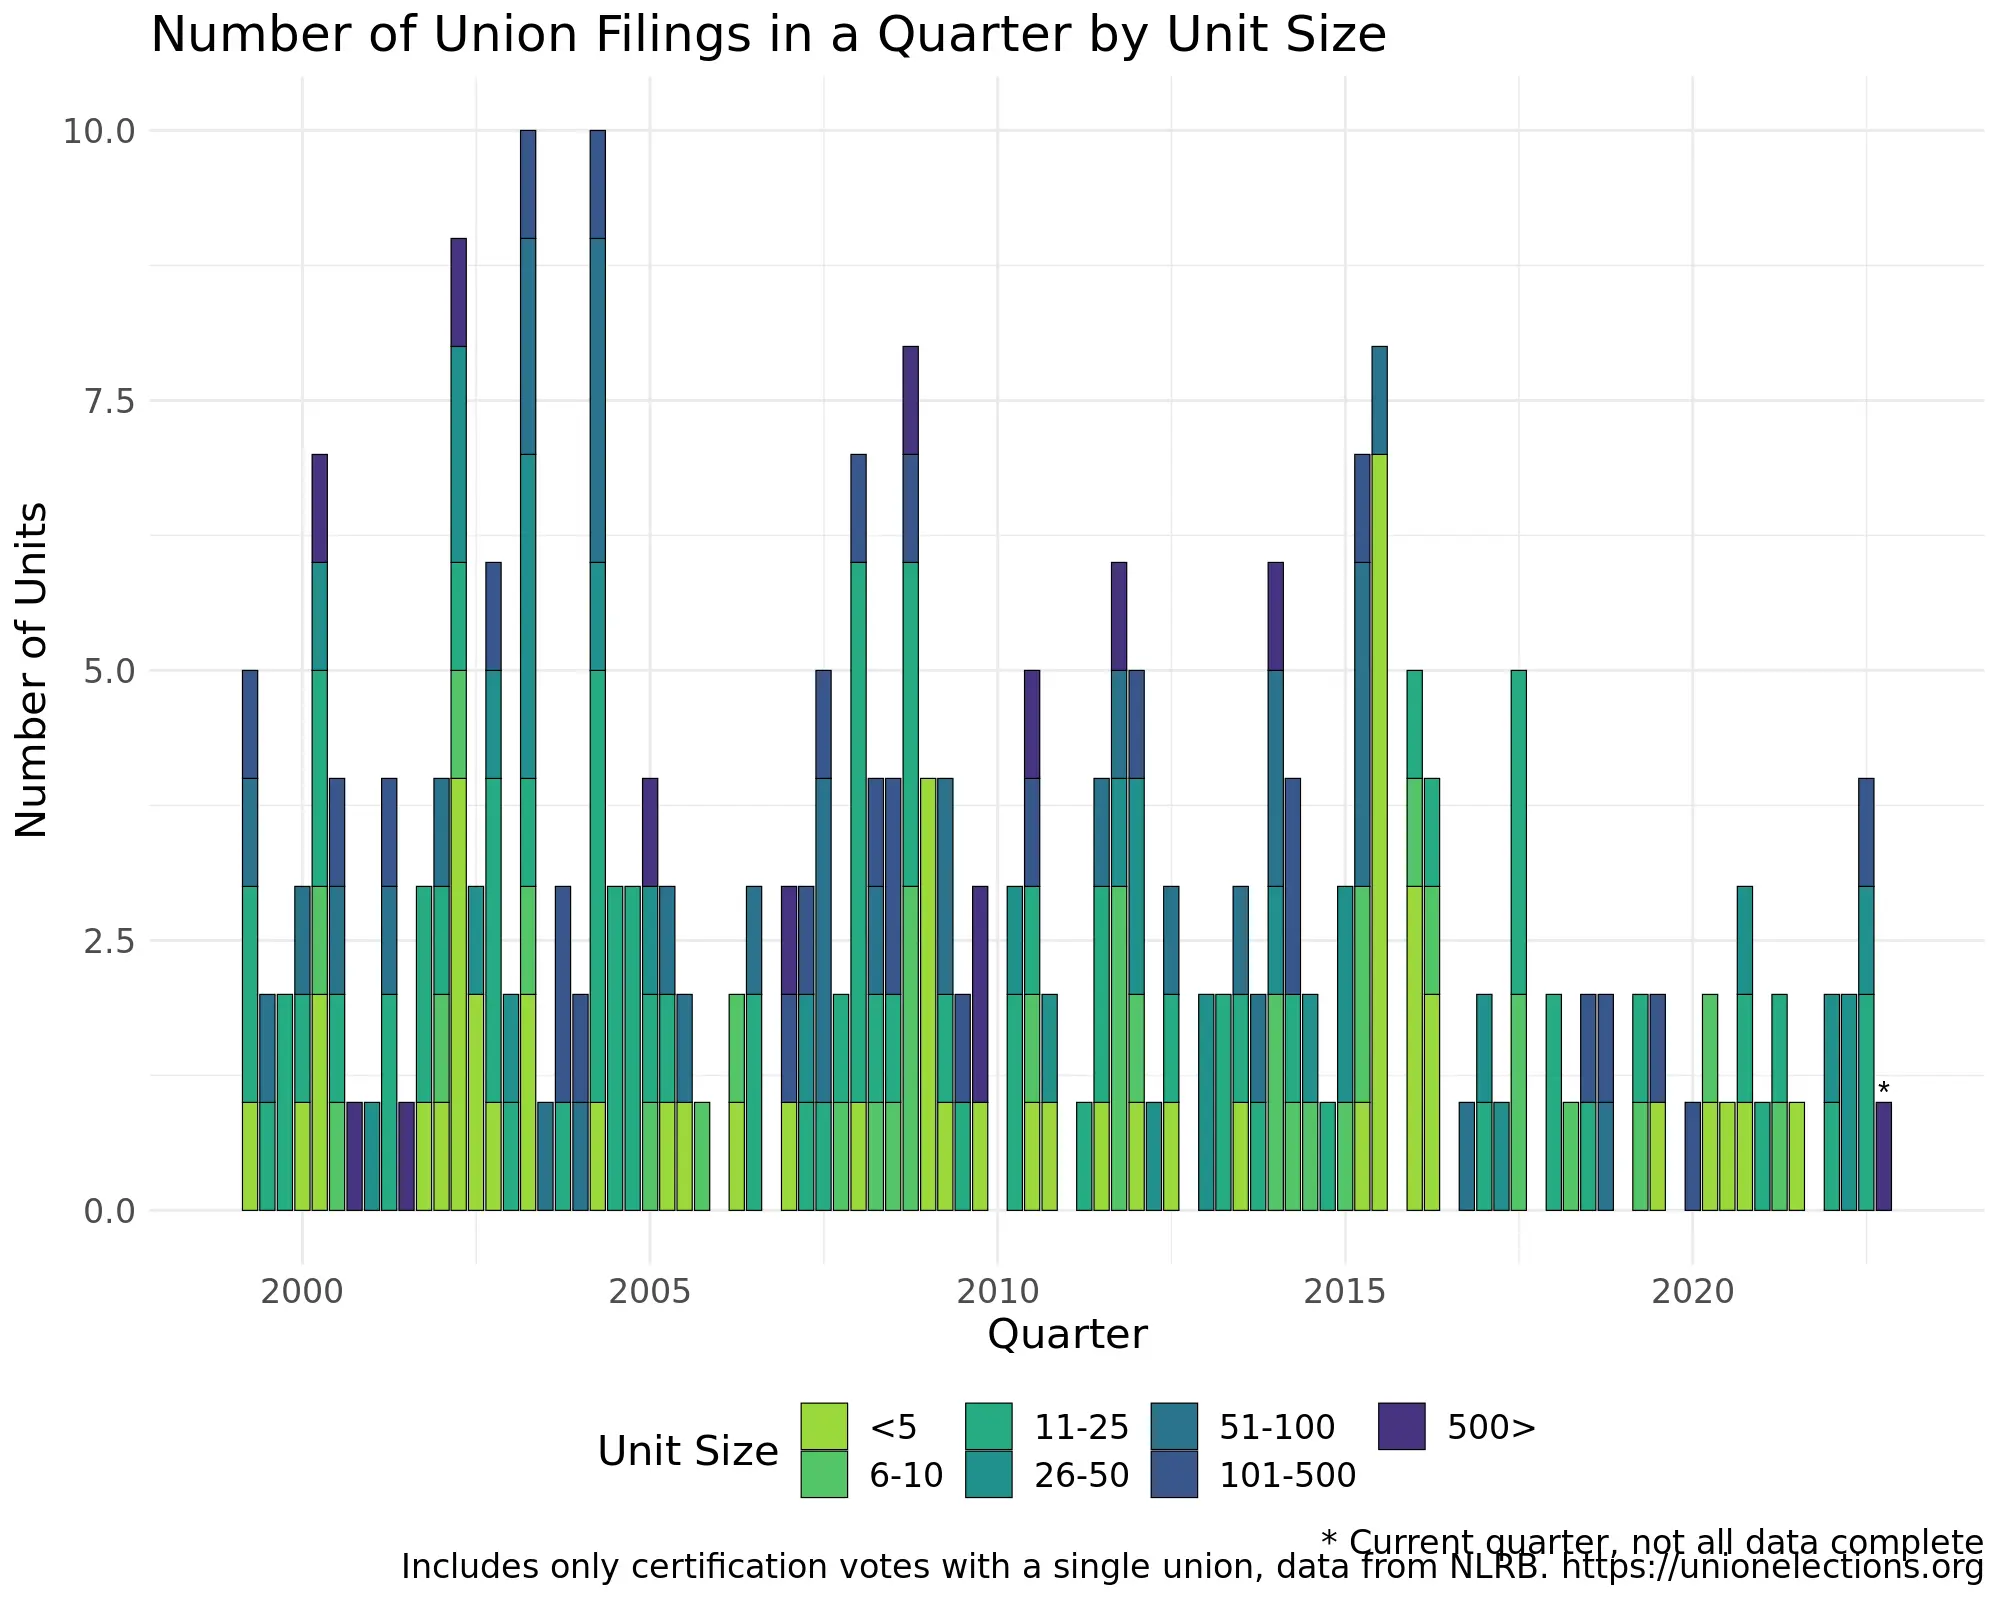 Number of Union Filings in a Quarter by Unit Size
Number of Units
10.0
7.5
5.0
2.5
0.0
*
2000 2005 2010 2015 2020
Quarter
Unit Size
<5 11-25 51-100 500>
6-10 26-50 101-500
* Current quarter, not all data complete
Includes only certification votes with a single union, data from NLRB. https://unionelections.org